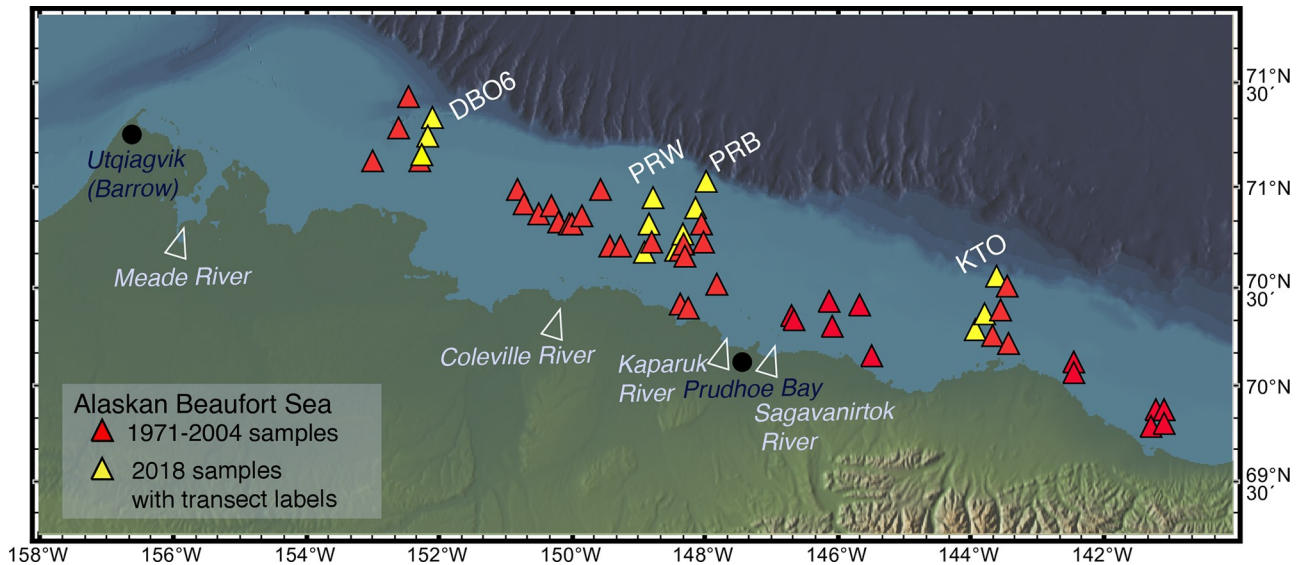 DBO6
PRW
PRB
KTO
71°N
30´
71°N
70°N
30´
70°N
69°N
30´
Utqiagvik
(Barrow)
Meade River
Coleville River
Kaparuk
River
Prudhoe Bay
Sagavanirtok
River
Alaskan Beaufort Sea
1971-2004 samples
2018 samples
with transect labels
158°W
156°W
154°W
152°W
150°W
148°W
146°W
144°W
142°W